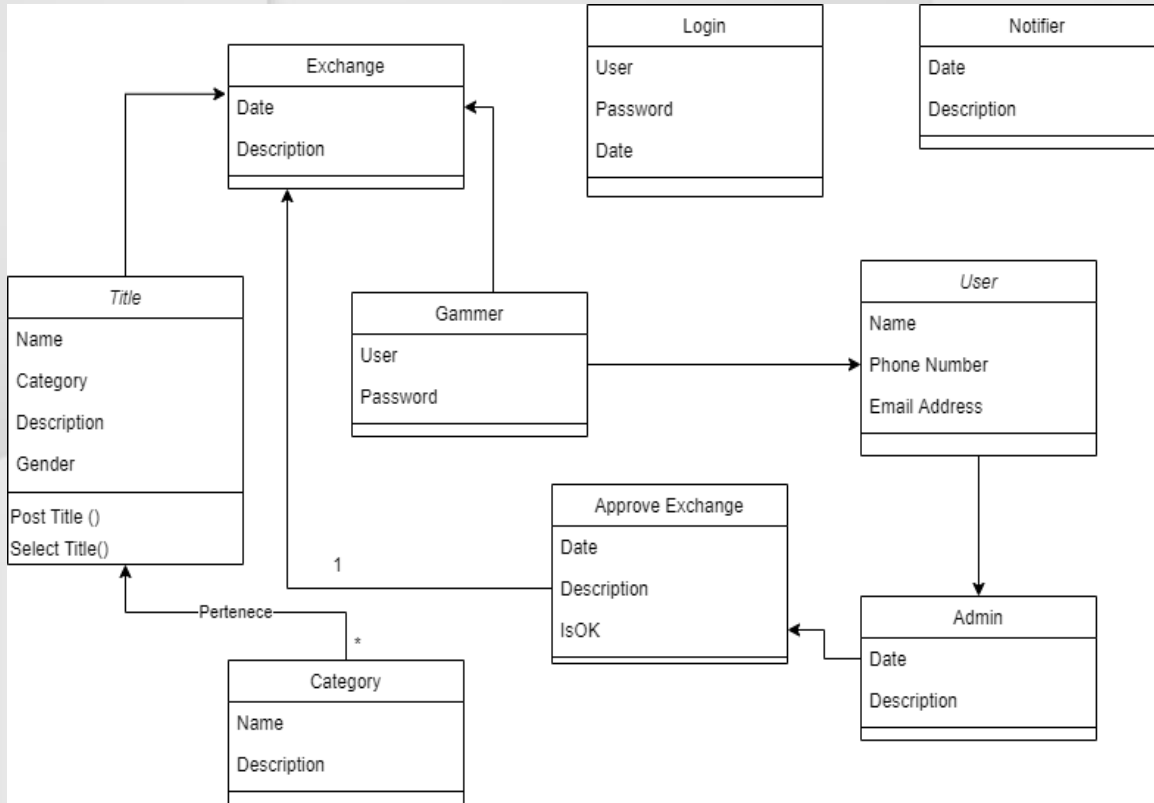 Exchange
Date
Description
Login
User
Password
Date
Notifier
Date
Description
Title
Name
Category
Description
Gender
Post Title ()
Select Title()
Gammer
User
Password
User
Name
Phone Number
Email Address
Approve Exchange
Date
Description
IsOK
1
Admin
Date
Description
Pertenece
*
Category
Name
Description